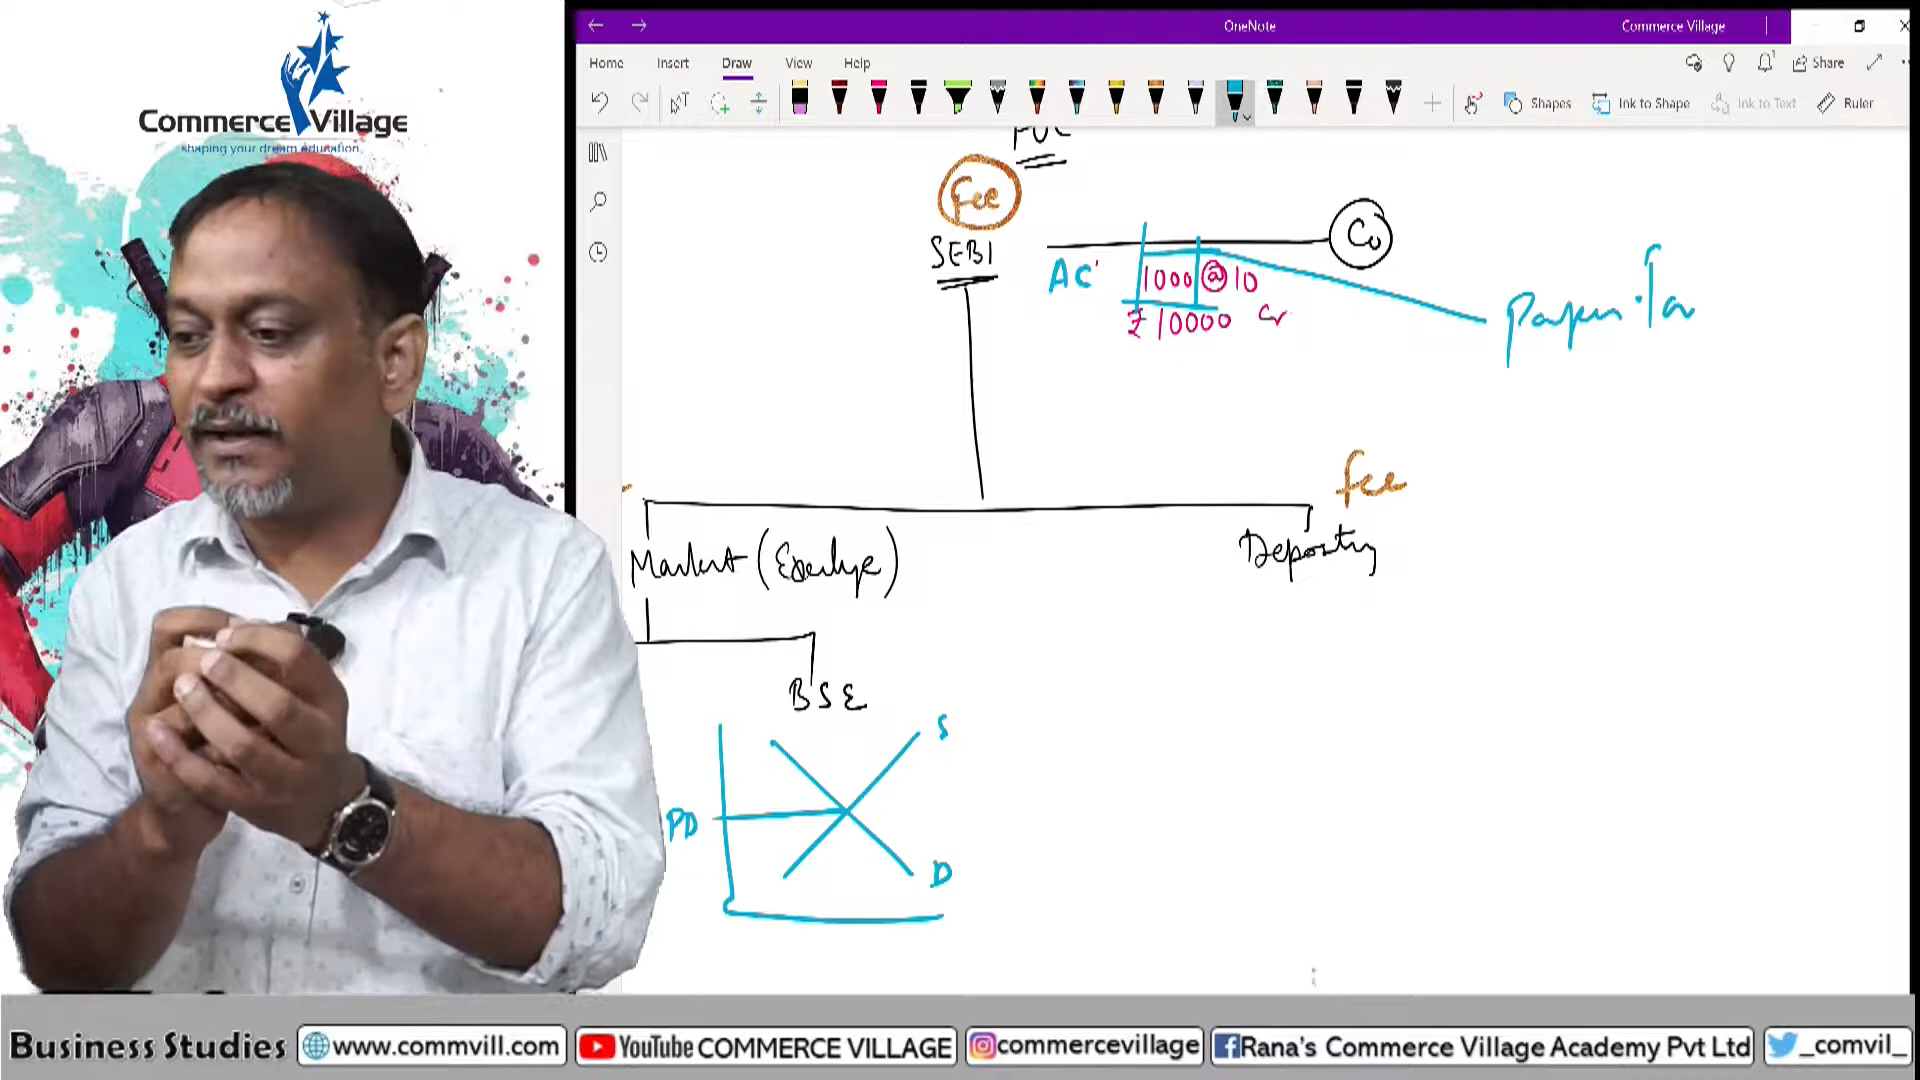 Commerce Village
shaping your dream education
OneNote
Commerce Village
Home Insert Draw View Help
Share
Shapes
Ink to Shape
Ink to Text
Ruler
Fee
SEBI
Co
AC
1000 @ 10
₹ 10000 Cr
Fee
Market (
Depository
BSE
S
PD
D
Business Studies
www.commvill.com
YouTube COMMERCE VILLAGE
commercevillage
Rana's Commerce Village Academy Pvt Ltd
_comvil_